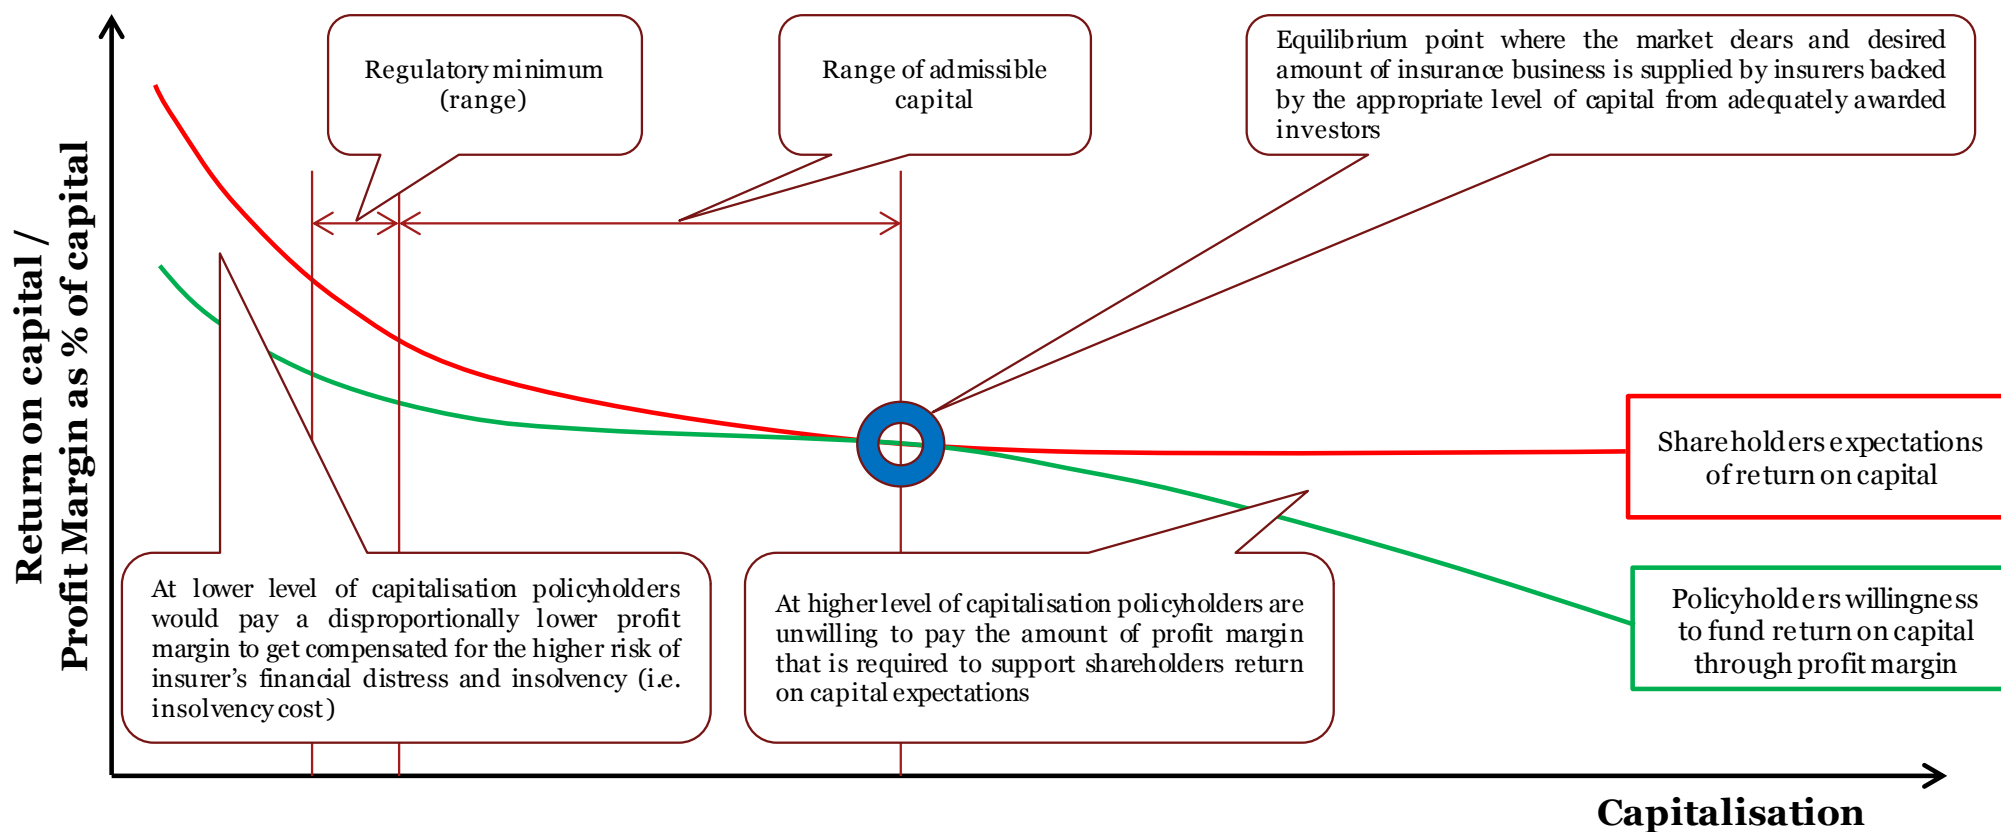 Regulatory minimum
(range)
Range of admissible
capital
Equilibrium point where the market clears and desired
amount of insurance business is supplied by insurers backed
by the appropriate level of capital from adequately awarded
investors
Return on capital /
Profit Margin as % of capital
Shareholders expectations
of return on capital
At lower level of capitalisation policyholders
would pay a disproportionally lower profit
margin to get compensated for the higher risk of
insurer’s financial distress and insolvency (i.e.
insolvency cost)
At higher level of capitalisation policyholders are
unwilling to pay the amount of profit margin
that is required to support shareholders return
on capital expectations
Policyholders willingness
to fund return on capital
through profit margin
Capitalisation